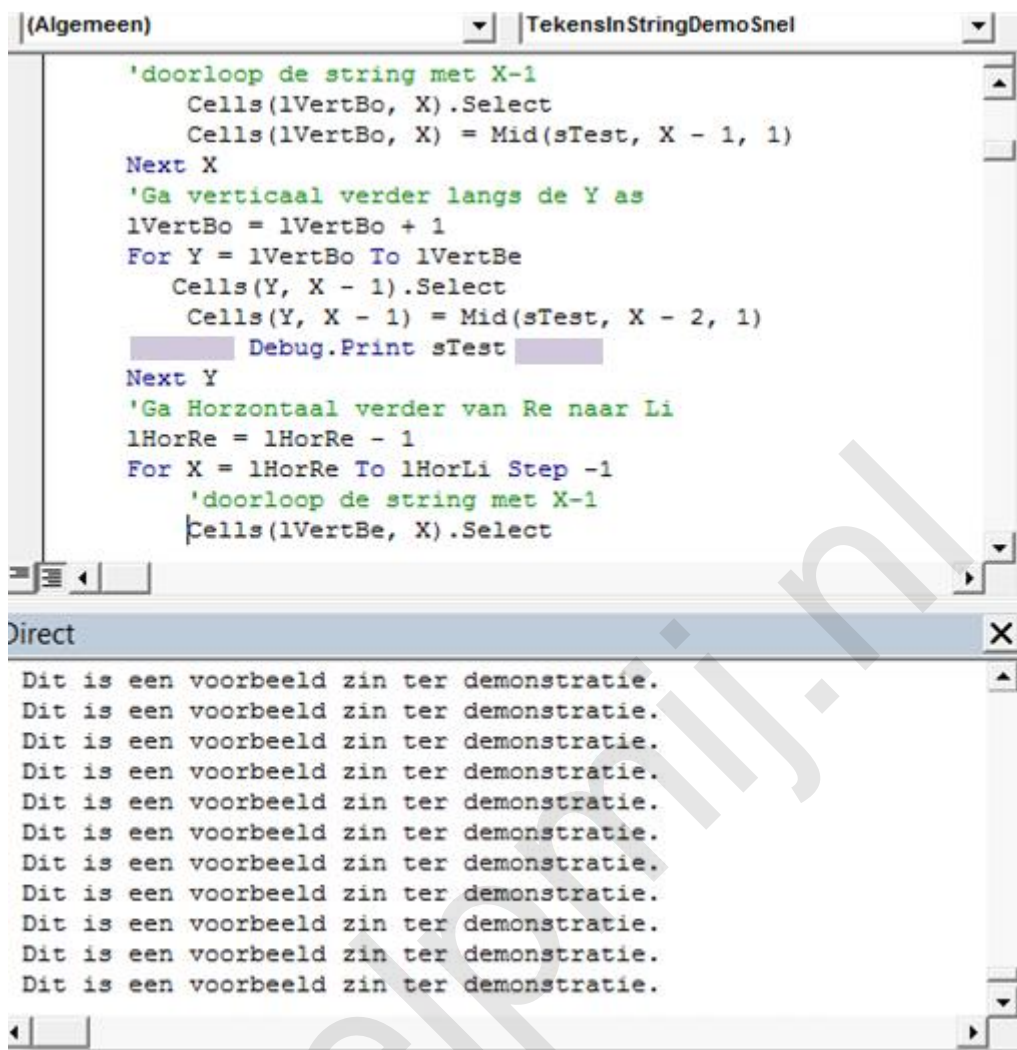 (Algemeen) TekensInStringDemoSnel
'doorloop de string met X-1
Cells(lVertBo, X).Select
Cells(lVertBo, X) = Mid(sTest, X - 1, 1)
Next X
'Ga verticaal verder langs de Y as
lVertBo = lVertBo + 1
For Y = lVertBo To lVertBe
Cells(Y, X - 1).Select
Cells(Y, X - 1) = Mid(sTest, X - 2, 1)
Debug.Print sTest
Next Y
'Ga Horzontaal verder van Re naar Li
lHorRe = lHorRe - 1
For X = lHorRe To lHorLi Step -1
'doorloop de string met X-1
Cells(lVertBe, X).Select
Direct
Dit is een voorbeeld zin ter demonstratie.
Dit is een voorbeeld zin ter demonstratie.
Dit is een voorbeeld zin ter demonstratie.
Dit is een voorbeeld zin ter demonstratie.
Dit is een voorbeeld zin ter demonstratie.
Dit is een voorbeeld zin ter demonstratie.
Dit is een voorbeeld zin ter demonstratie.
Dit is een voorbeeld zin ter demonstratie.
Dit is een voorbeeld zin ter demonstratie.
Dit is een voorbeeld zin ter demonstratie.
Dit is een voorbeeld zin ter demonstratie.
elpmij.nl